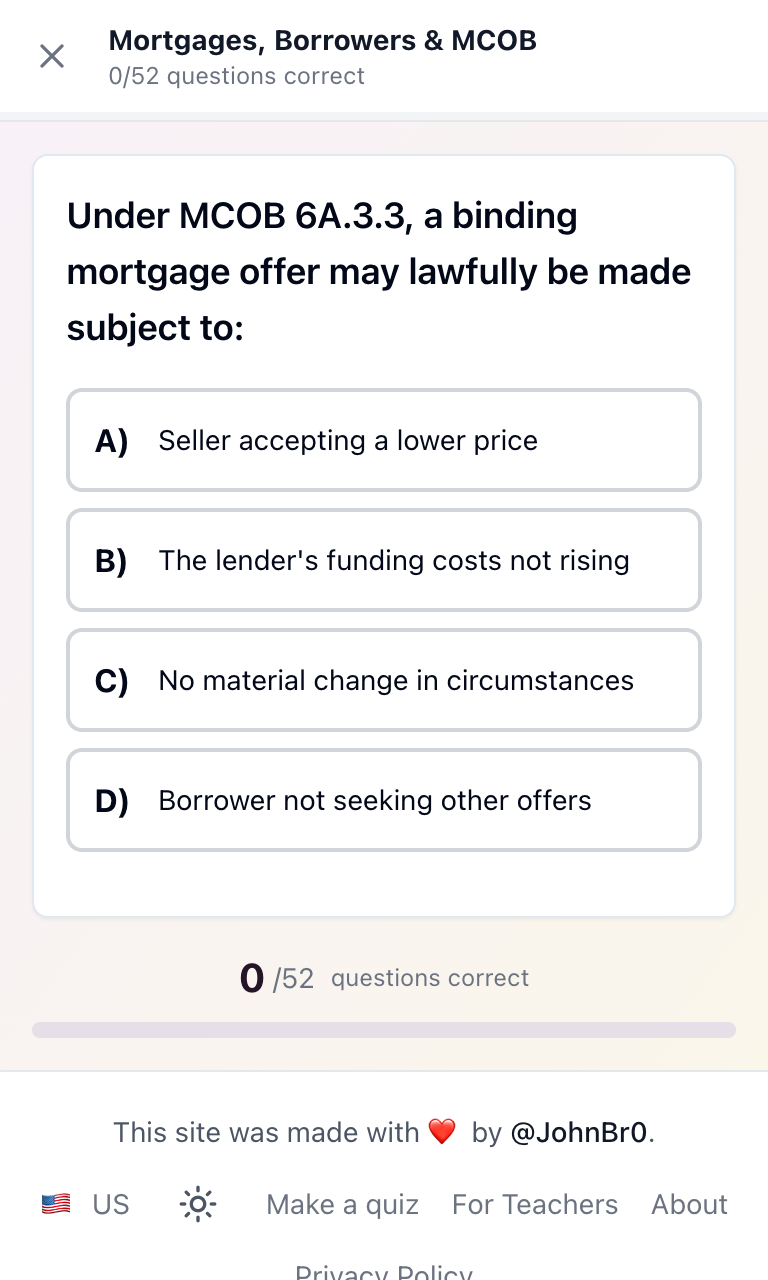 Mortgages, Borrowers & MCOB
0/52 questions correct
Under MCOB 6A.3.3, a binding
mortgage offer may lawfully be made
subject to:
A) Seller accepting a lower price
B) The lender's funding costs not rising
C) No material change in circumstances
D) Borrower not seeking other offers
0 /52 questions correct
This site was made with ❤️ by @JohnBr0.
🇺🇸 US Make a quiz For Teachers About
Privacy Policy